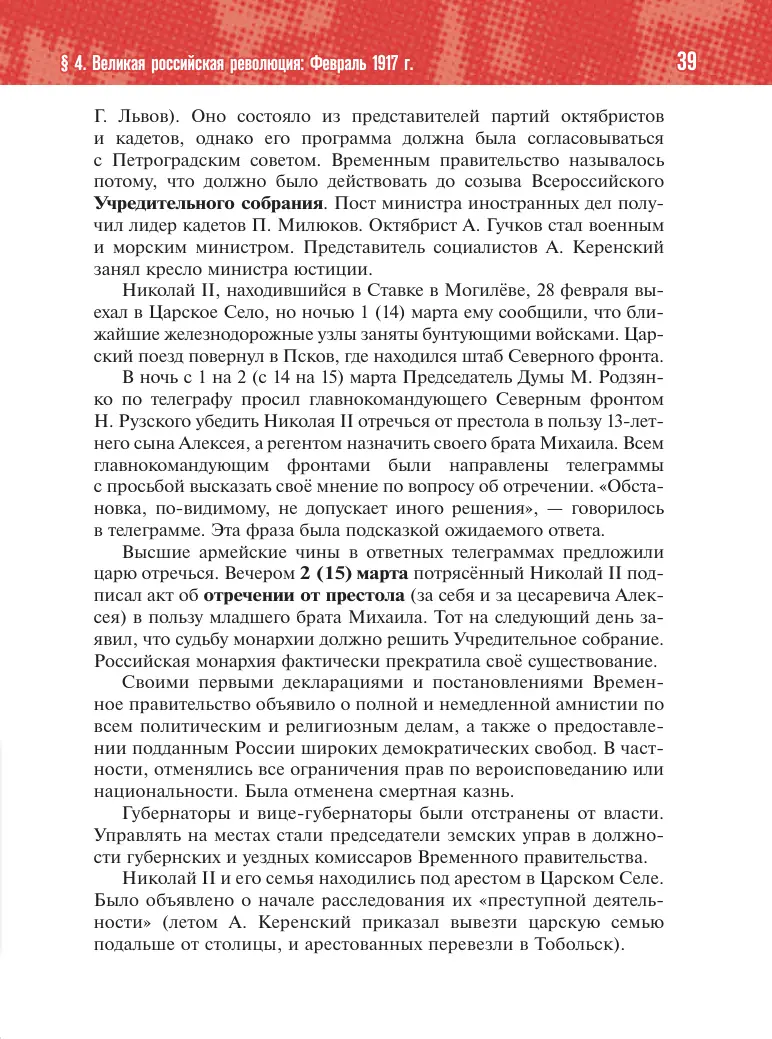 § 4. Великая российская революция: Февраль 1917 г.
39
Г. Львов). Оно состояло из представителей партий октябристов
и кадетов, однако его программа должна была согласовываться
с Петроградским советом. Временным правительство называлось
потому, что должно было действовать до созыва Всероссийского
Учредительного собрания. Пост министра иностранных дел полу-
чил лидер кадетов П. Милюков. Октябрист А. Гучков стал военным
и морским министром. Представитель социалистов А. Керенский
занял кресло министра юстиции.
Николай II, находившийся в Ставке в Могилёве, 28 февраля вы-
ехал в Царское Село, но ночью 1 (14) марта ему сообщили, что бли-
жайшие железнодорожные узлы заняты бунтующими войсками. Цар-
ский поезд повернул в Псков, где находился штаб Северного фронта.
В ночь с 1 на 2 (с 14 на 15) марта Председатель Думы М. Родзян-
ко по телеграфу просил главнокомандующего Северным фронтом
Н. Рузского убедить Николая II отречься от престола в пользу 13-лет-
него сына Алексея, а регентом назначить своего брата Михаила. Всем
главнокомандующим фронтами были направлены телеграммы
с просьбой высказать своё мнение по вопросу об отречении. «Обста-
новка, по-видимому, не допускает иного решения», — говорилось
в телеграмме. Эта фраза была подсказкой ожидаемого ответа.
Высшие армейские чины в ответных телеграммах предложили
царю отречься. Вечером 2 (15) марта потрясённый Николай II под-
писал акт об отречении от престола (за себя и за цесаревича Алек-
сея) в пользу младшего брата Михаила. Тот на следующий день за-
явил, что судьбу монархии должно решить Учредительное собрание.
Российская монархия фактически прекратила своё существование.
Своими первыми декларациями и постановлениями Времен-
ное правительство объявило о полной и немедленной амнистии по
всем политическим и религиозным делам, а также о предоставле-
нии подданным России широких демократических свобод. В част-
ности, отменялись все ограничения прав по вероисповеданию или
национальности. Была отменена смертная казнь.
Губернаторы и вице-губернаторы были отстранены от власти.
Управлять на местах стали председатели земских управ в должно-
сти губернских и уездных комиссаров Временного правительства.
Николай II и его семья находились под арестом в Царском Селе.
Было объявлено о начале расследования их «преступной деятель-
ности» (летом А. Керенский приказал вывезти царскую семью
подальше от столицы, и арестованных перевезли в Тобольск).